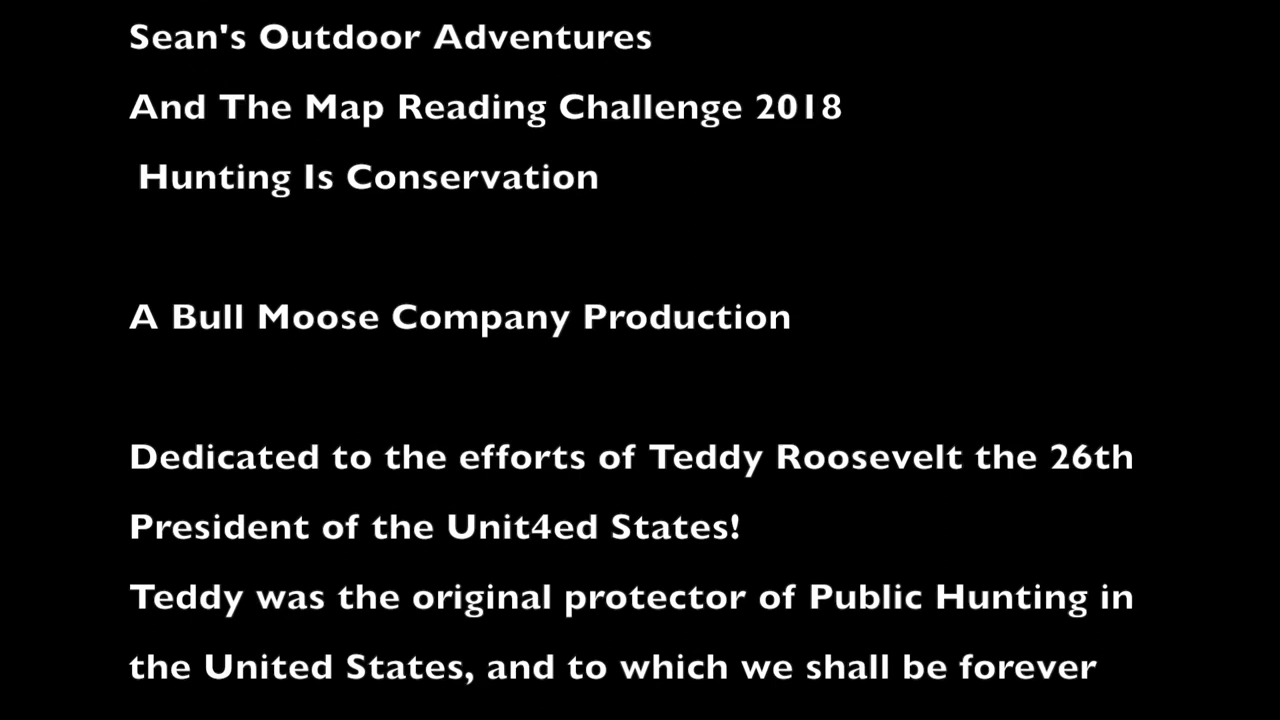 Sean's Outdoor Adventures
And The Map Reading Challenge 2018
Hunting Is Conservation
A Bull Moose Company Production
Dedicated to the efforts of Teddy Roosevelt the 26th
President of the Unit4ed States!
Teddy was the original protector of Public Hunting in
the United States, and to which we shall be forever